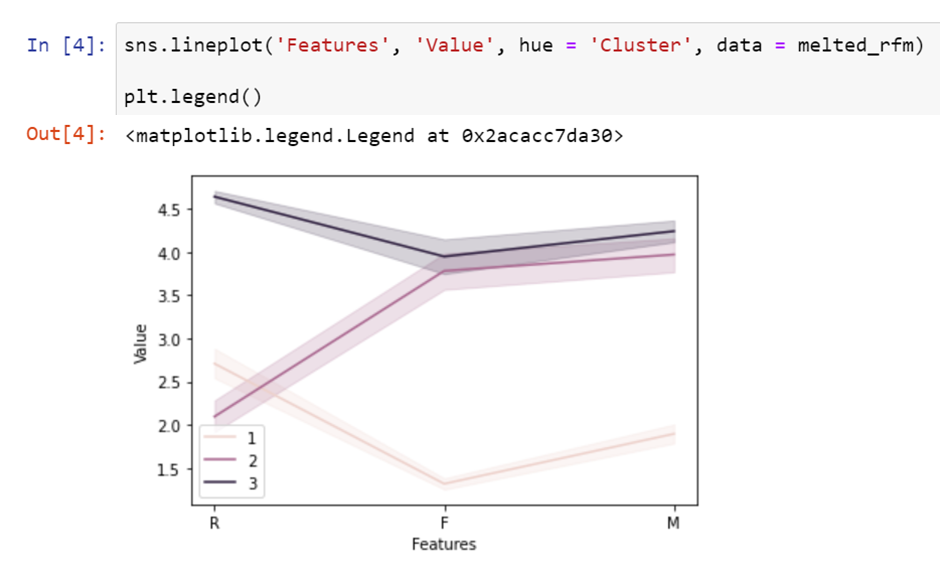 In [4]: sns.lineplot('Features', 'Value', hue = 'Cluster', data = melted_rfm)
plt.legend()
Out[4]: <matplotlib.legend.Legend at 0x2acacc7da30>
4.5
4.0
3.5
3.0
2.5
2.0
1.5
Value
1
2
3
R F M
Features